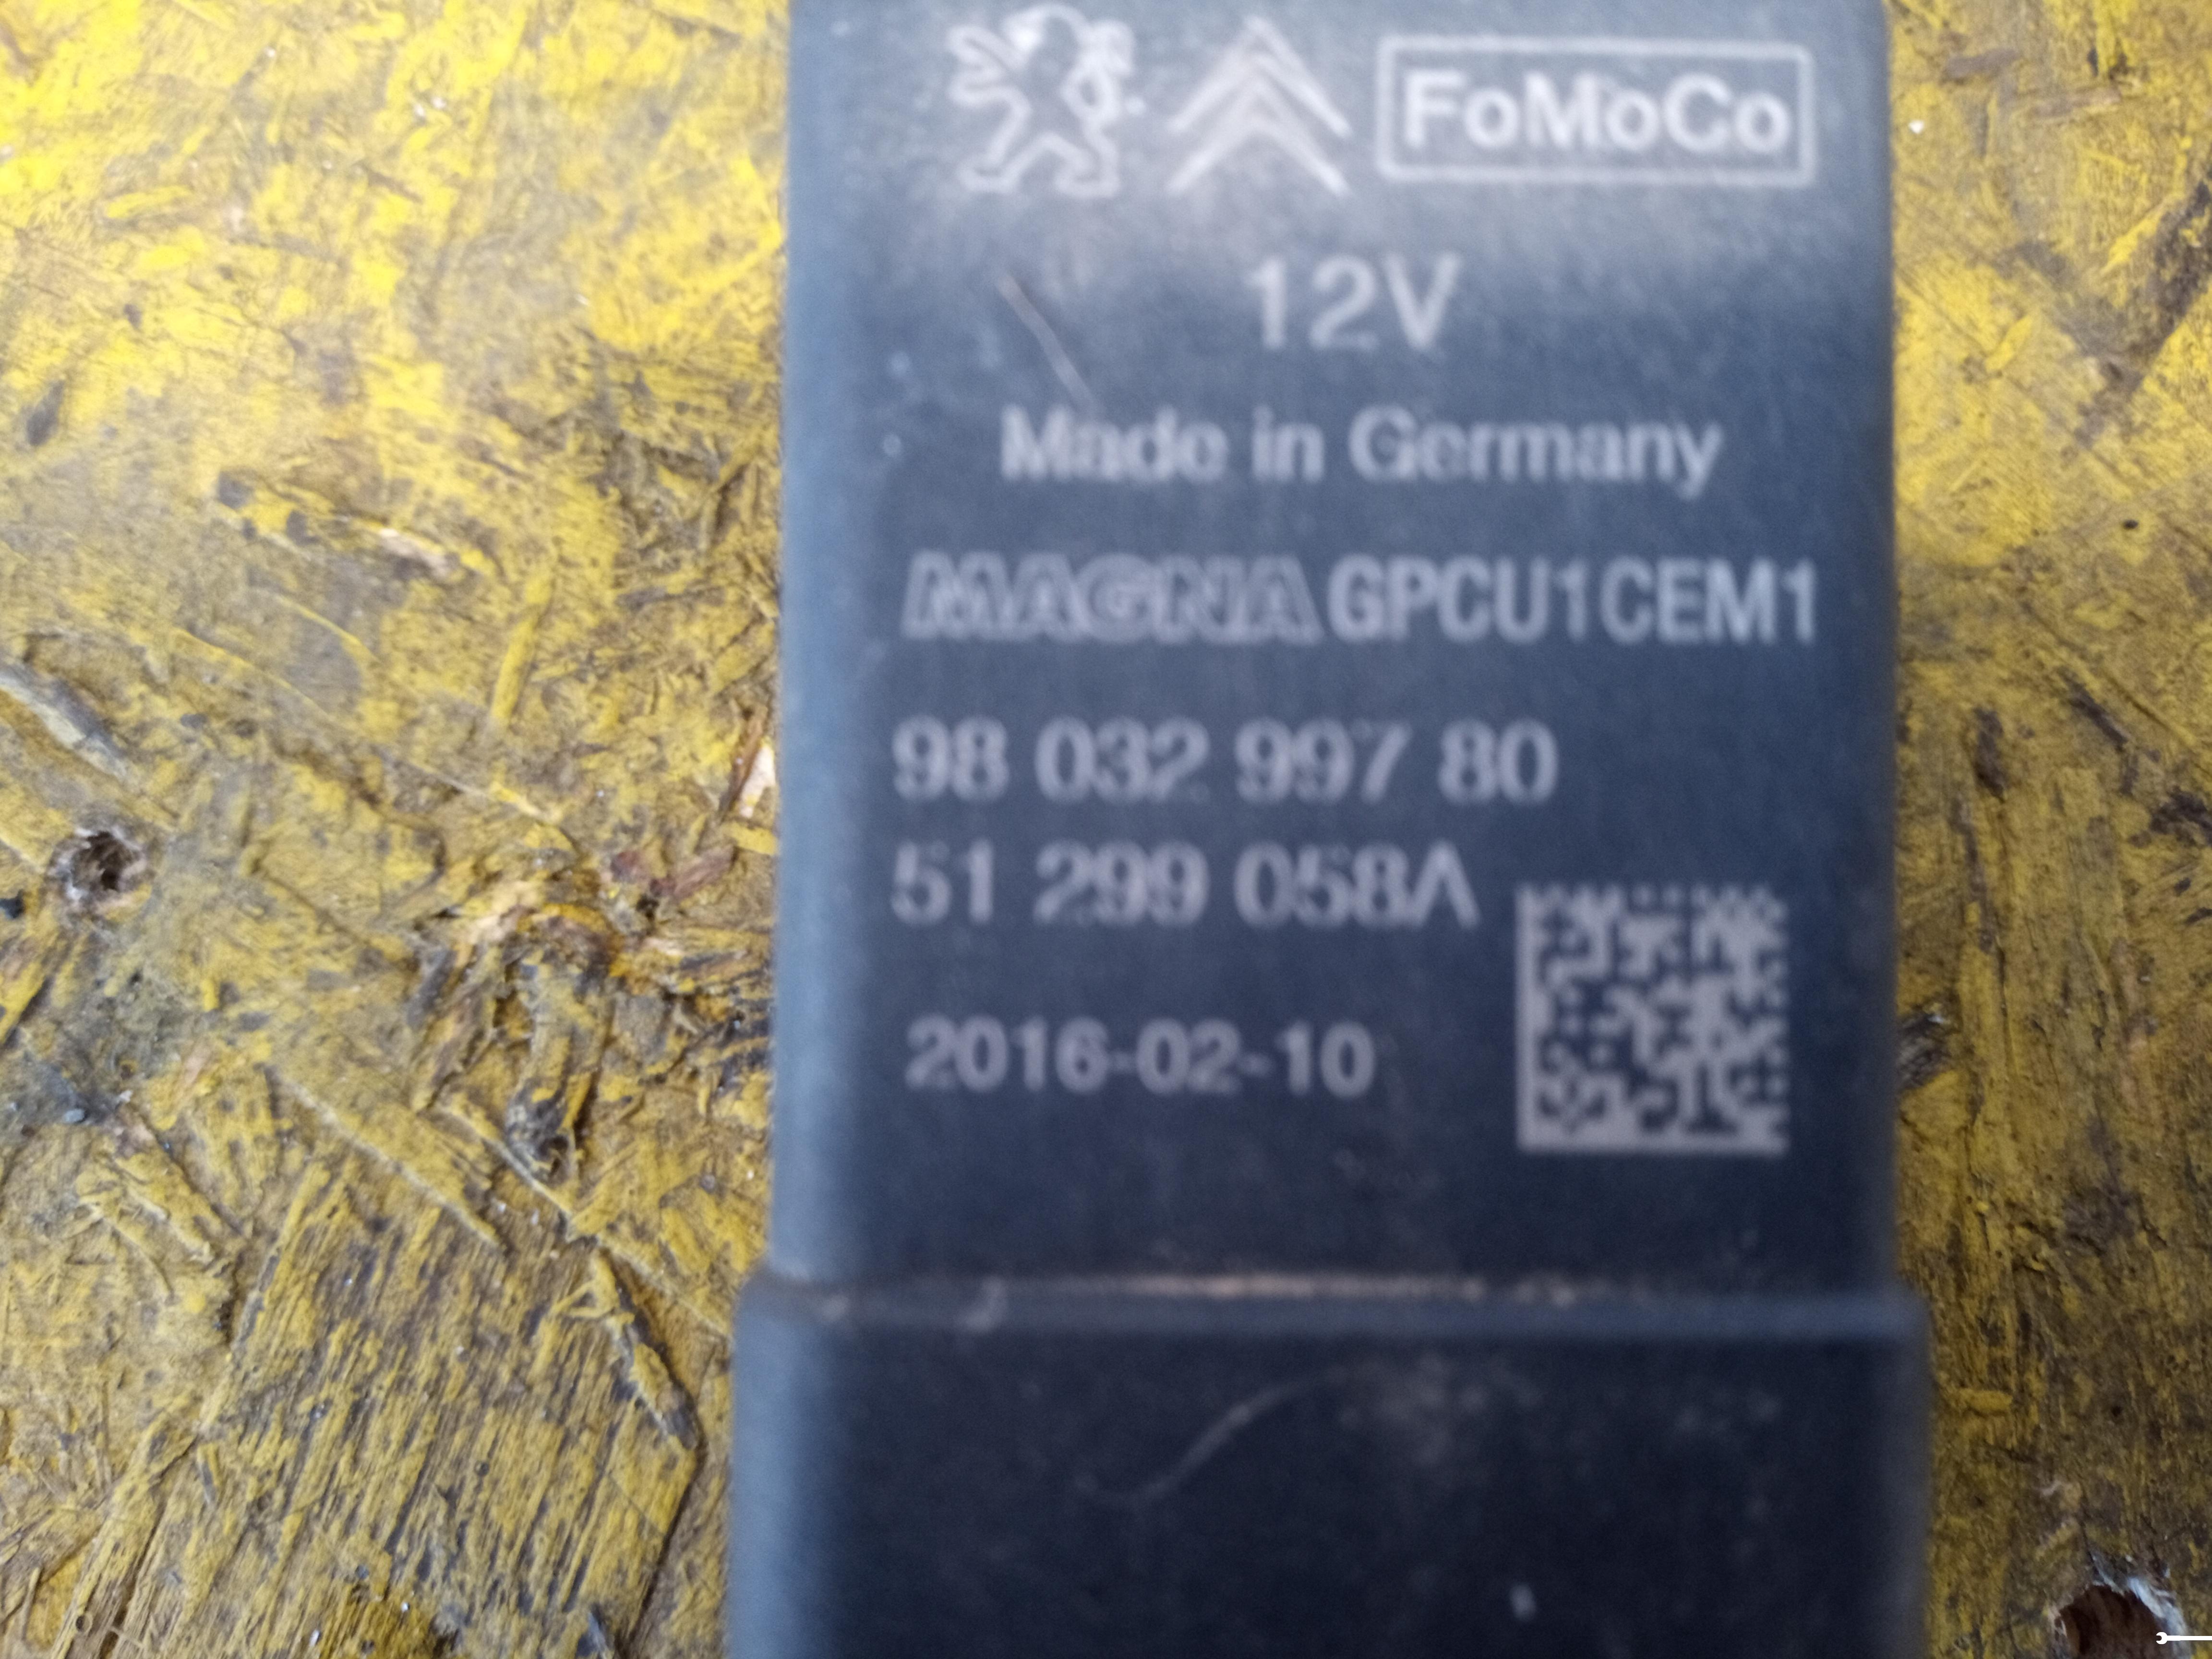 FoMoCo
12V
Made in Germany
MAGNA GPCU1CEM1
98 032 997 80
51 299 058A
2016-02-10